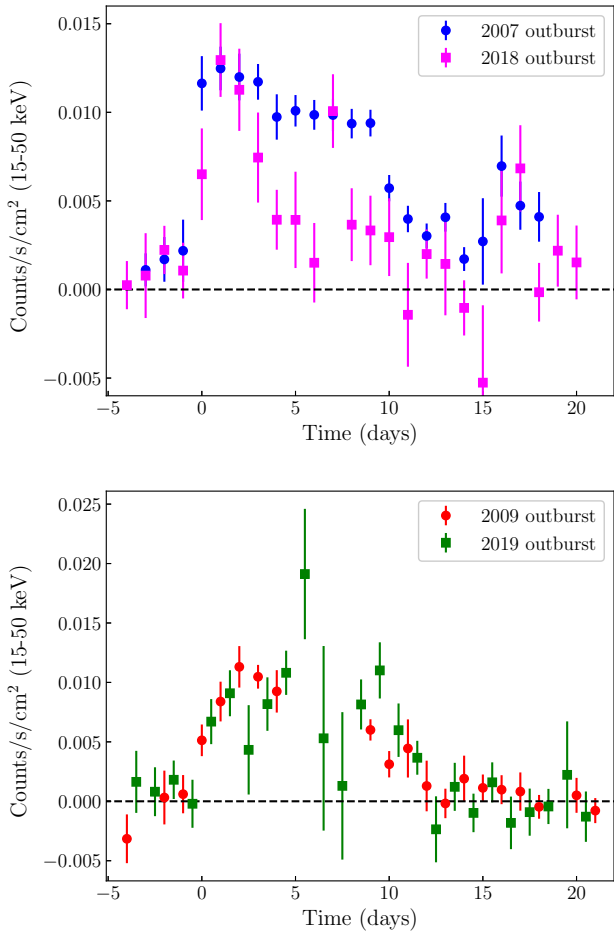 0.015
0.010
0.005
0.000
−0.005
Counts/s/cm² (15-50 keV)
2007 outburst
2018 outburst
−5 0 5 10 15 20
Time (days)
0.025
0.020
0.015
0.010
0.005
0.000
−0.005
Counts/s/cm² (15-50 keV)
2009 outburst
2019 outburst
−5 0 5 10 15 20
Time (days)